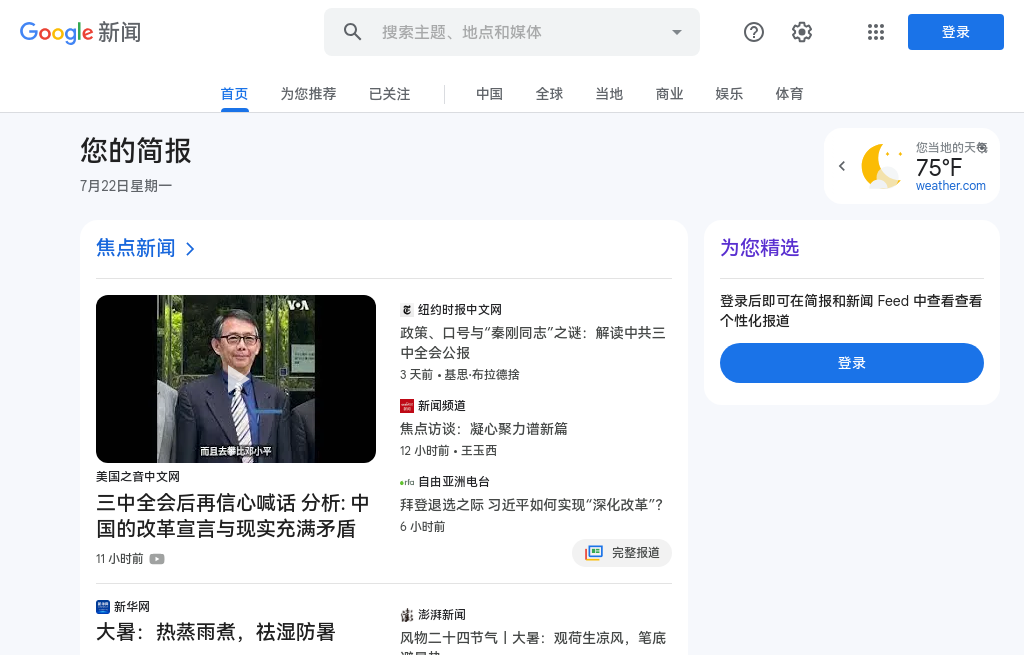 Google 新闻
搜索主题、地点和媒体
登录
首页
为您推荐
已关注
中国
全球
当地
商业
娱乐
体育
您的简报
7月22日星期一
您当地的天
75°F
weather.com
焦点新闻
VOA
而且去攀比邓小平
美国之音中文网
三中全会后再信心喊话 分析: 中
国的改革宣言与现实充满矛盾
11 小时前
纽约时报中文网
政策、口号与“秦刚同志”之谜：解读中共三
中全会公报
3 天前 • 基思·布拉德捨
新闻频道
焦点访谈：凝心聚力谱新篇
12 小时前 • 王玉西
rfa 自由亚洲电台
拜登退选之际 习近平如何实现“深化改革”?
6 小时前
完整报道
新华网
大暑：热蒸雨煮，祛湿防暑
澎湃新闻
风物二十四节气丨大暑：观荷生凉风，笔底
为您精选
登录后即可在简报和新闻 Feed 中查看查看
个性化报道
登录